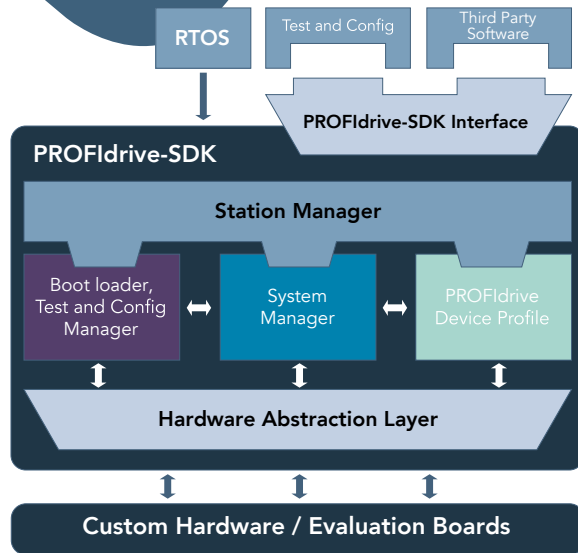 RTOS
Test and Config
Third Party
Software
PROFIdrive-SDK Interface
PROFIdrive-SDK
Station Manager
Boot loader,
Test and Config
Manager
System
Manager
PROFIdrive
Device Profile
Hardware Abstraction Layer
Custom Hardware / Evaluation Boards